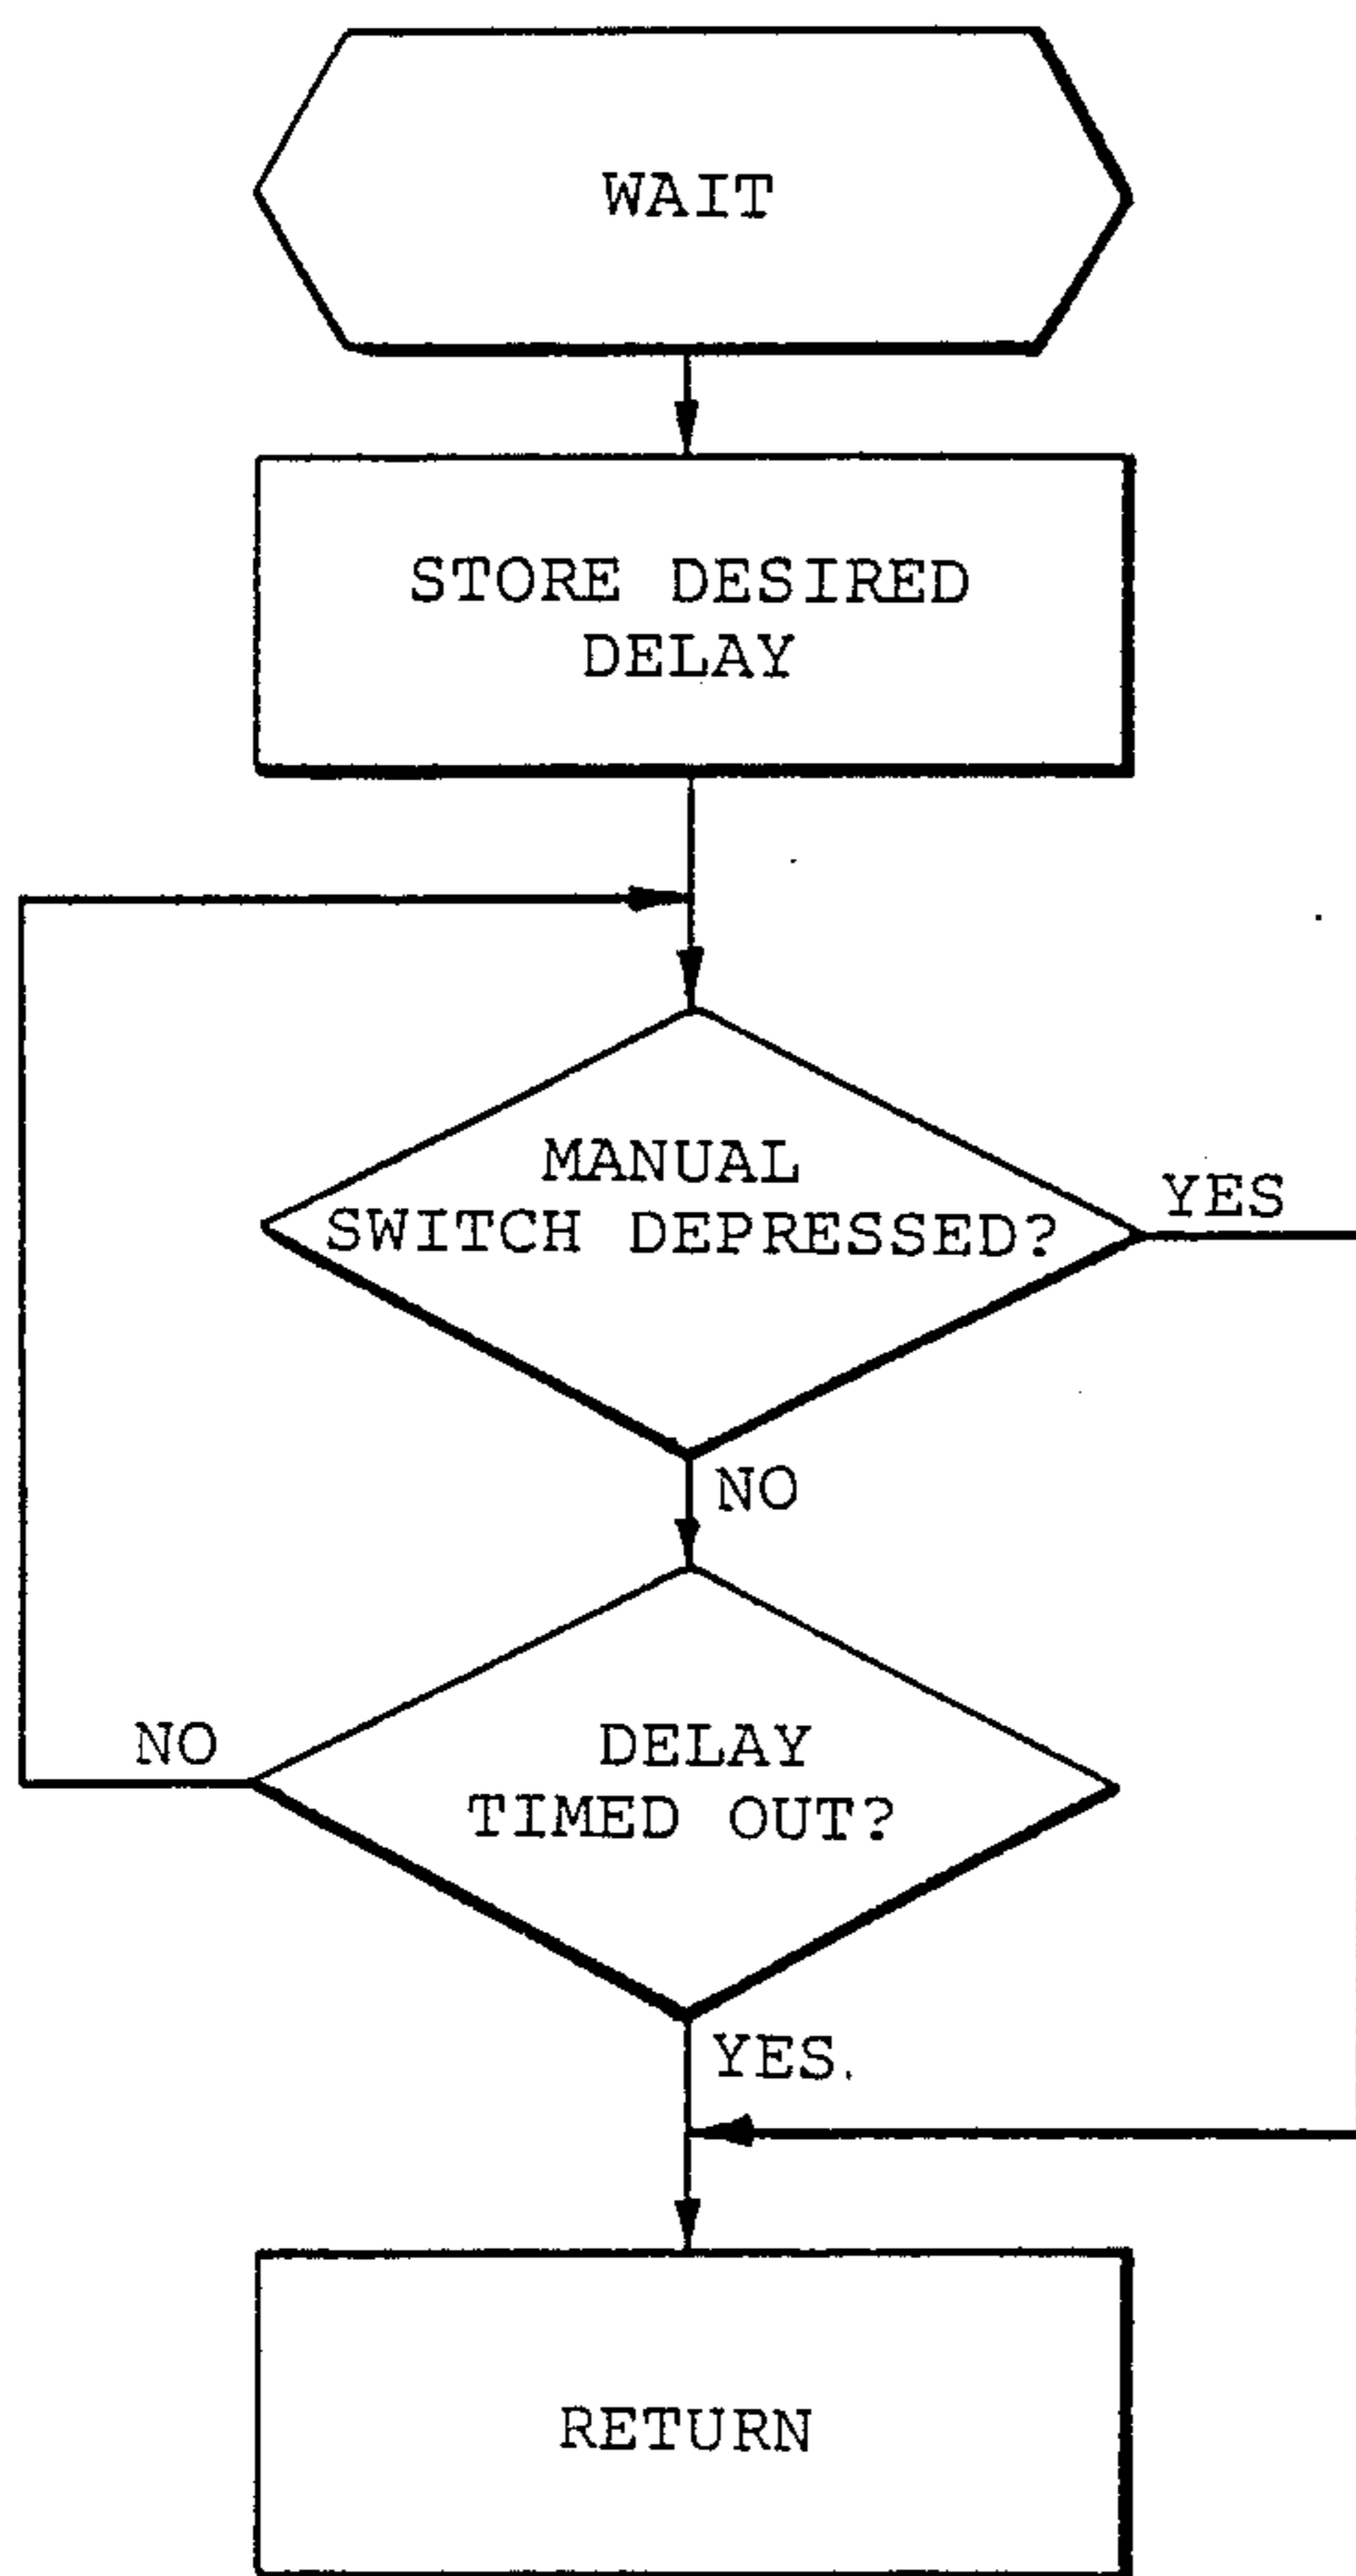 WAIT
STORE DESIRED
DELAY
MANUAL
SWITCH DEPRESSED?
YES
NO
DELAY
TIMED OUT?
NO
YES
RETURN